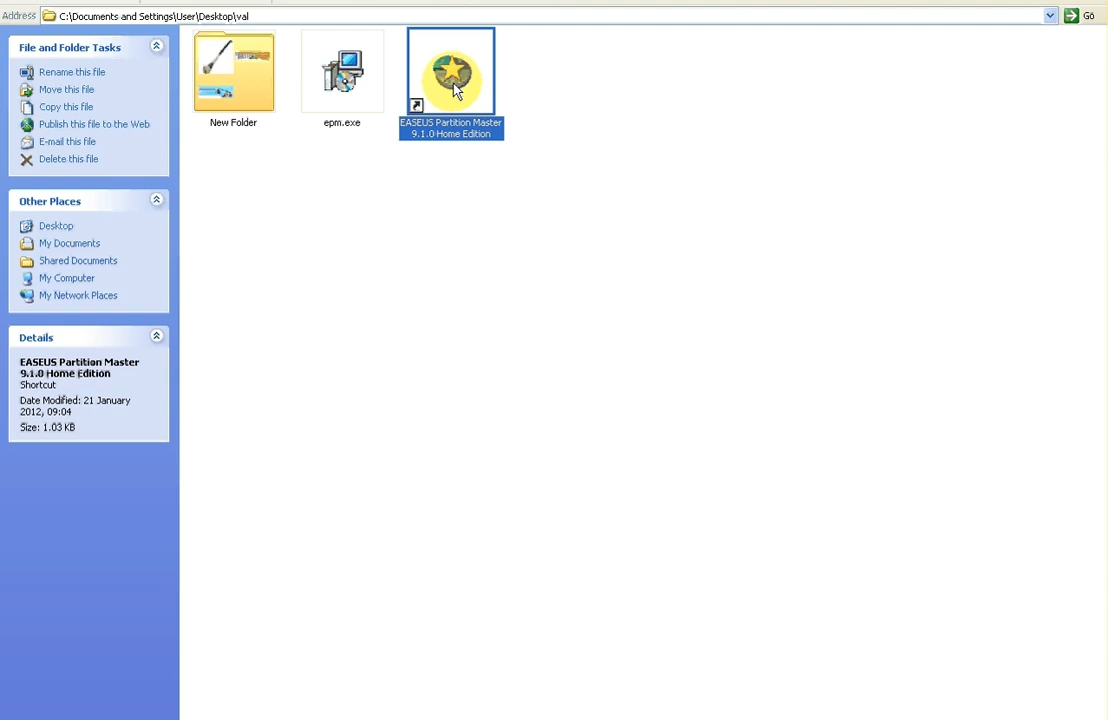 Address C:\Documents and Settings\User\Desktop\val Go
File and Folder Tasks
Rename this file
Move this file
Copy this file
Publish this file to the Web
E-mail this file
Delete this file
Other Places
Desktop
My Documents
Shared Documents
My Computer
My Network Places
Details
EASEUS Partition Master
9.1.0 Home Edition
Shortcut
Date Modified: 21 January
2012, 09:04
Size: 1.03 KB
New Folder
epm.exe
EASEUS Partition Master
9.1.0 Home Edition